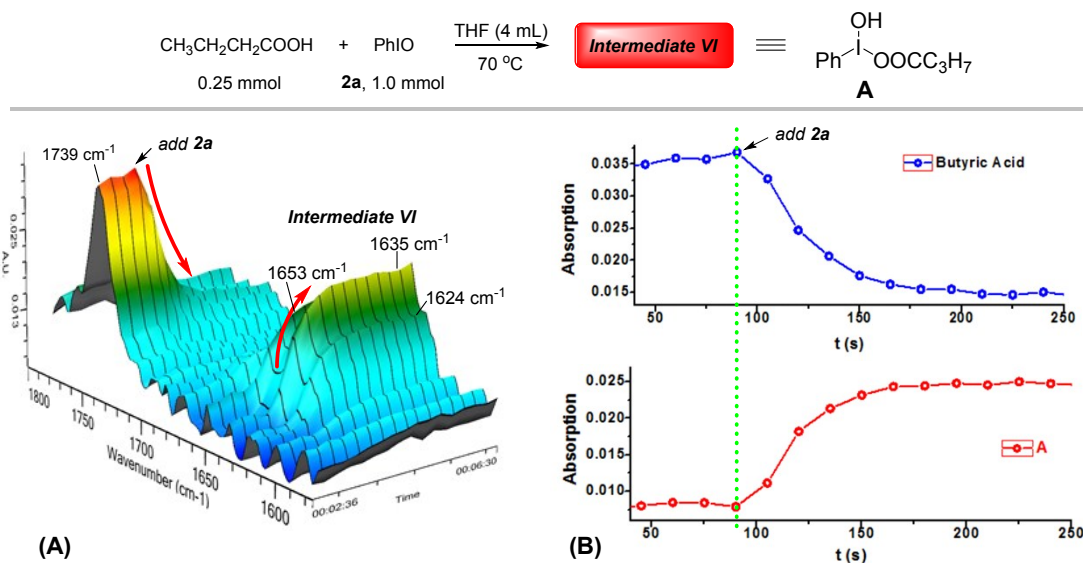 CH3CH2CH2COOH + PhIO THF (4 mL) 70 °C Intermediate VI
0.25 mmol 2a, 1.0 mmol
OH
Ph I OOCC3H7
A
1739 cm-1 add 2a
Intermediate VI
1635 cm-1
1653 cm-1
1624 cm-1
0.025 A.U.
0.013
1800 1750 1700 1650 1600
Wavenumber (cm-1)
00:02:36 Time 00:06:30
(A)
add 2a
Butyric Acid
Absorption
0.035
0.030
0.025
0.020
0.015
50 100 150 200 250
t (s)
Absorption
0.025
0.020
0.015
0.010
A
50 100 150 200 250
t (s)
(B)